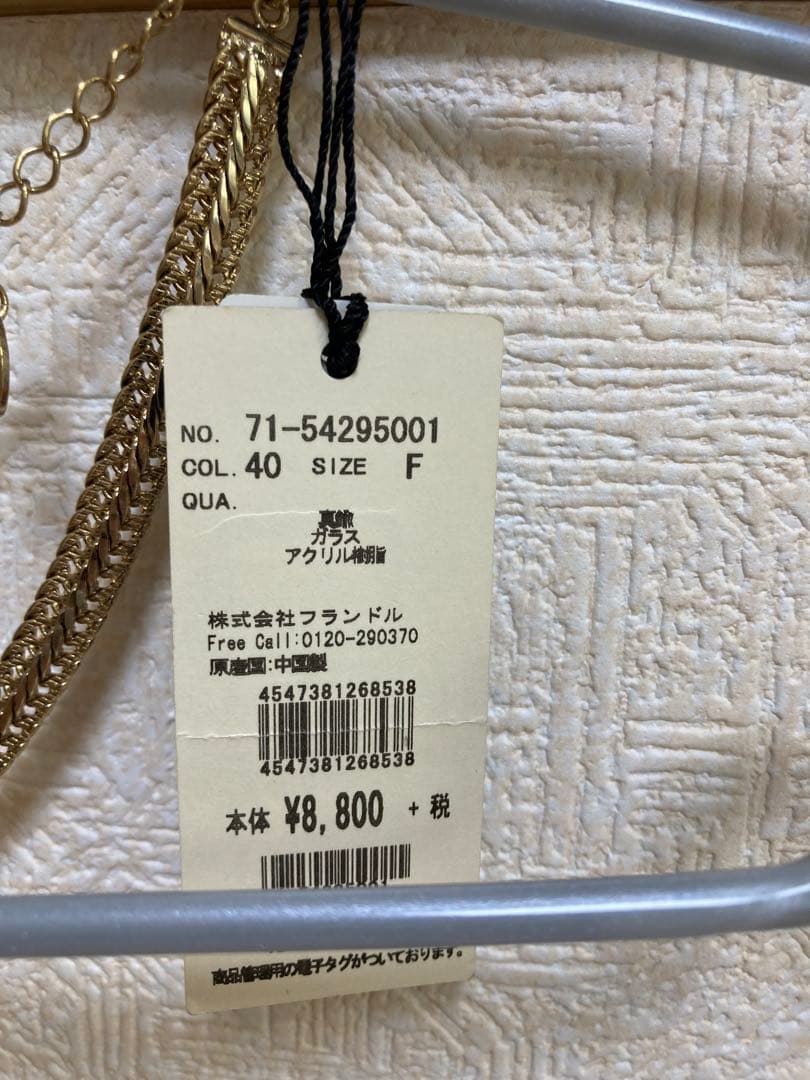 NO. 71-54295001
COL. 40 SIZE F
QUA.
真鍮
ガラス
アクリル樹脂
株式会社フランドル
Free Call:0120-290370
原産国:中国製
4547381268538
4547381268538
本体 ¥8,800 +税
商品管理用の電子タグがついております。